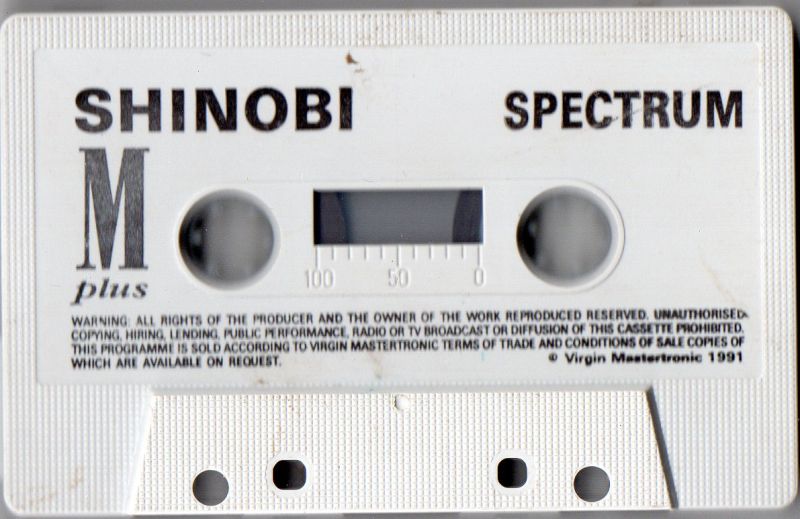 SHINOBI SPECTRUM
M
plus
100 50 0
WARNING: ALL RIGHTS OF THE PRODUCER AND THE OWNER OF THE WORK REPRODUCED RESERVED. UNAUTHORISED
COPYING, HIRING, LENDING, PUBLIC PERFORMANCE, RADIO OR TV BROADCAST OR DIFFUSION OF THIS CASSETTE PROHIBITED.
THIS PROGRAMME IS SOLD ACCORDING TO VIRGIN MASTERTRONIC TERMS OF TRADE AND CONDITIONS OF SALE COPIES OF
WHICH ARE AVAILABLE ON REQUEST. © Virgin Mastertronic 1991